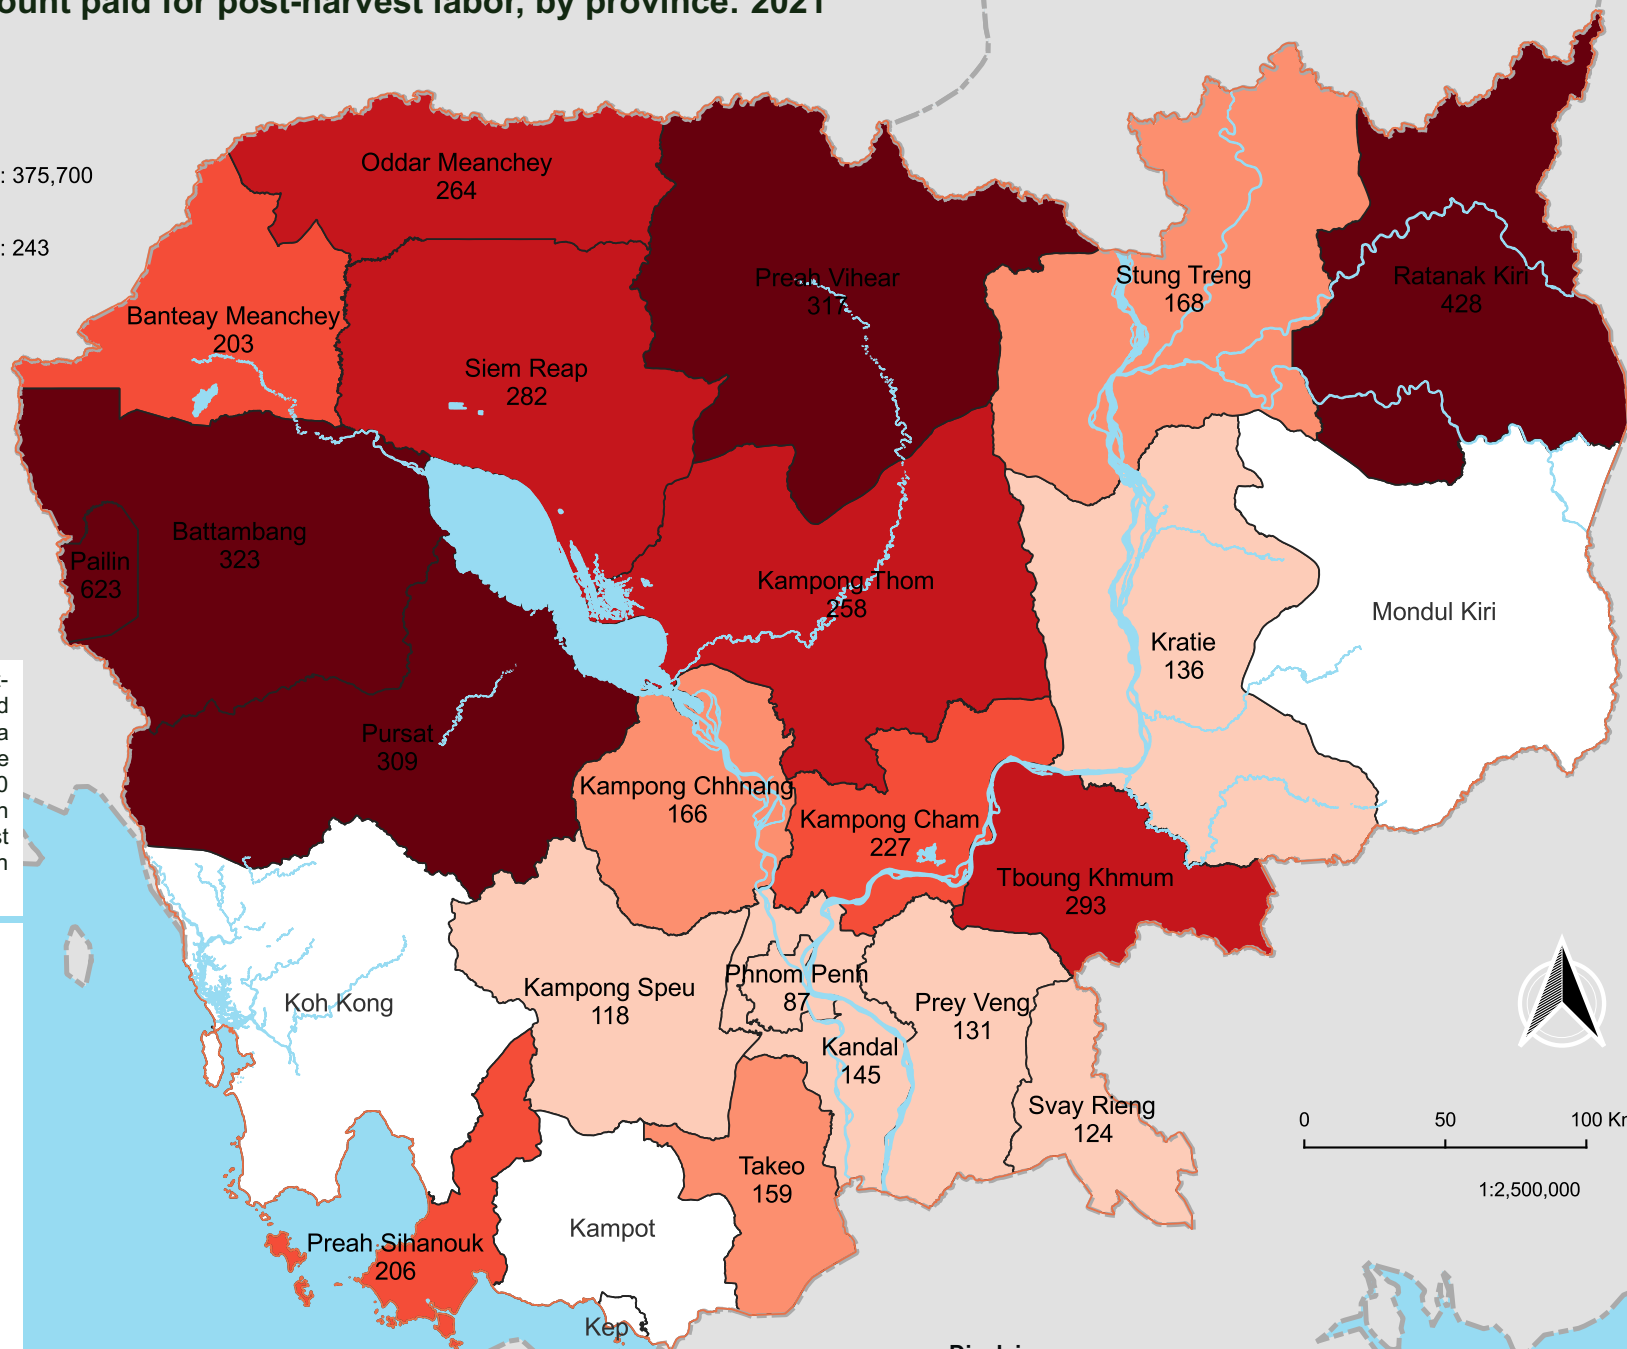 ount paid for post-harvest labor, by province: 2021
: 375,700
: 243
Oddar Meanchey
264
Banteay Meanchey
203
Siem Reap
282
Preah Vihear
317
Stung Treng
168
Ratanak Kiri
428
Battambang
323
Pailin
623
Kampong Thom
258
Mondul Kiri
Kratie
136
Pursat
309
Kampong Chhnang
166
Kampong Cham
227
Tboung Khmum
293
t-
d
a
e
0
n
st
n
Koh Kong
Kampong Speu
118
Phnom Penh
87
Prey Veng
131
Kandal
145
Svay Rieng
124
Takeo
159
Kampot
Preah Sihanouk
206
Kep
0 50 100 Km
1:2,500,000